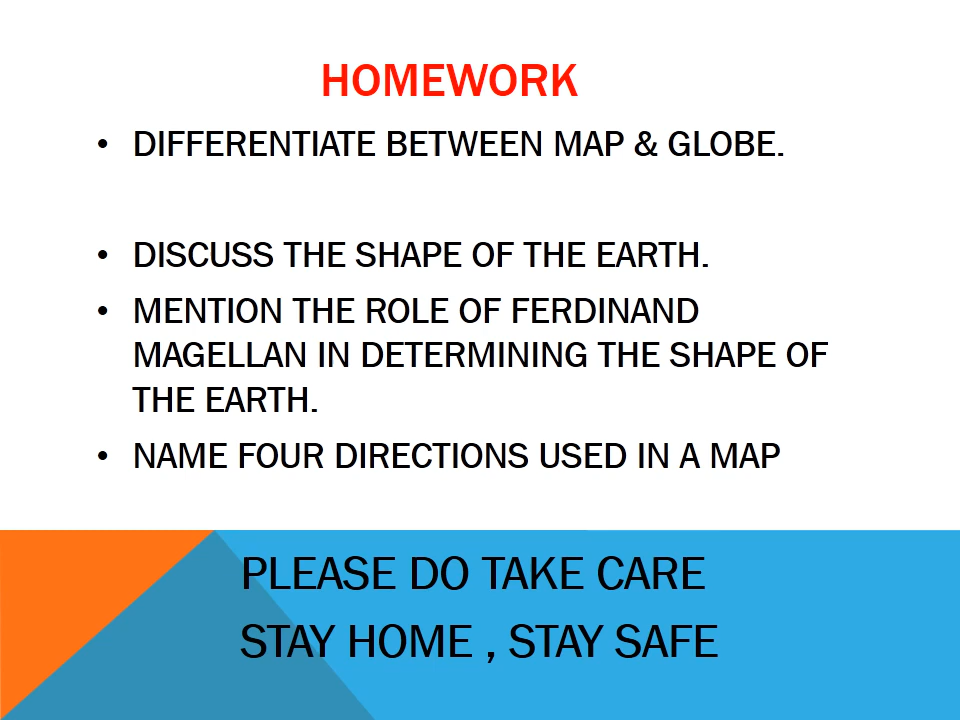 HOMEWORK
• DIFFERENTIATE BETWEEN MAP & GLOBE.
• DISCUSS THE SHAPE OF THE EARTH.
• MENTION THE ROLE OF FERDINAND
MAGELLAN IN DETERMINING THE SHAPE OF
THE EARTH.
• NAME FOUR DIRECTIONS USED IN A MAP
PLEASE DO TAKE CARE
STAY HOME , STAY SAFE